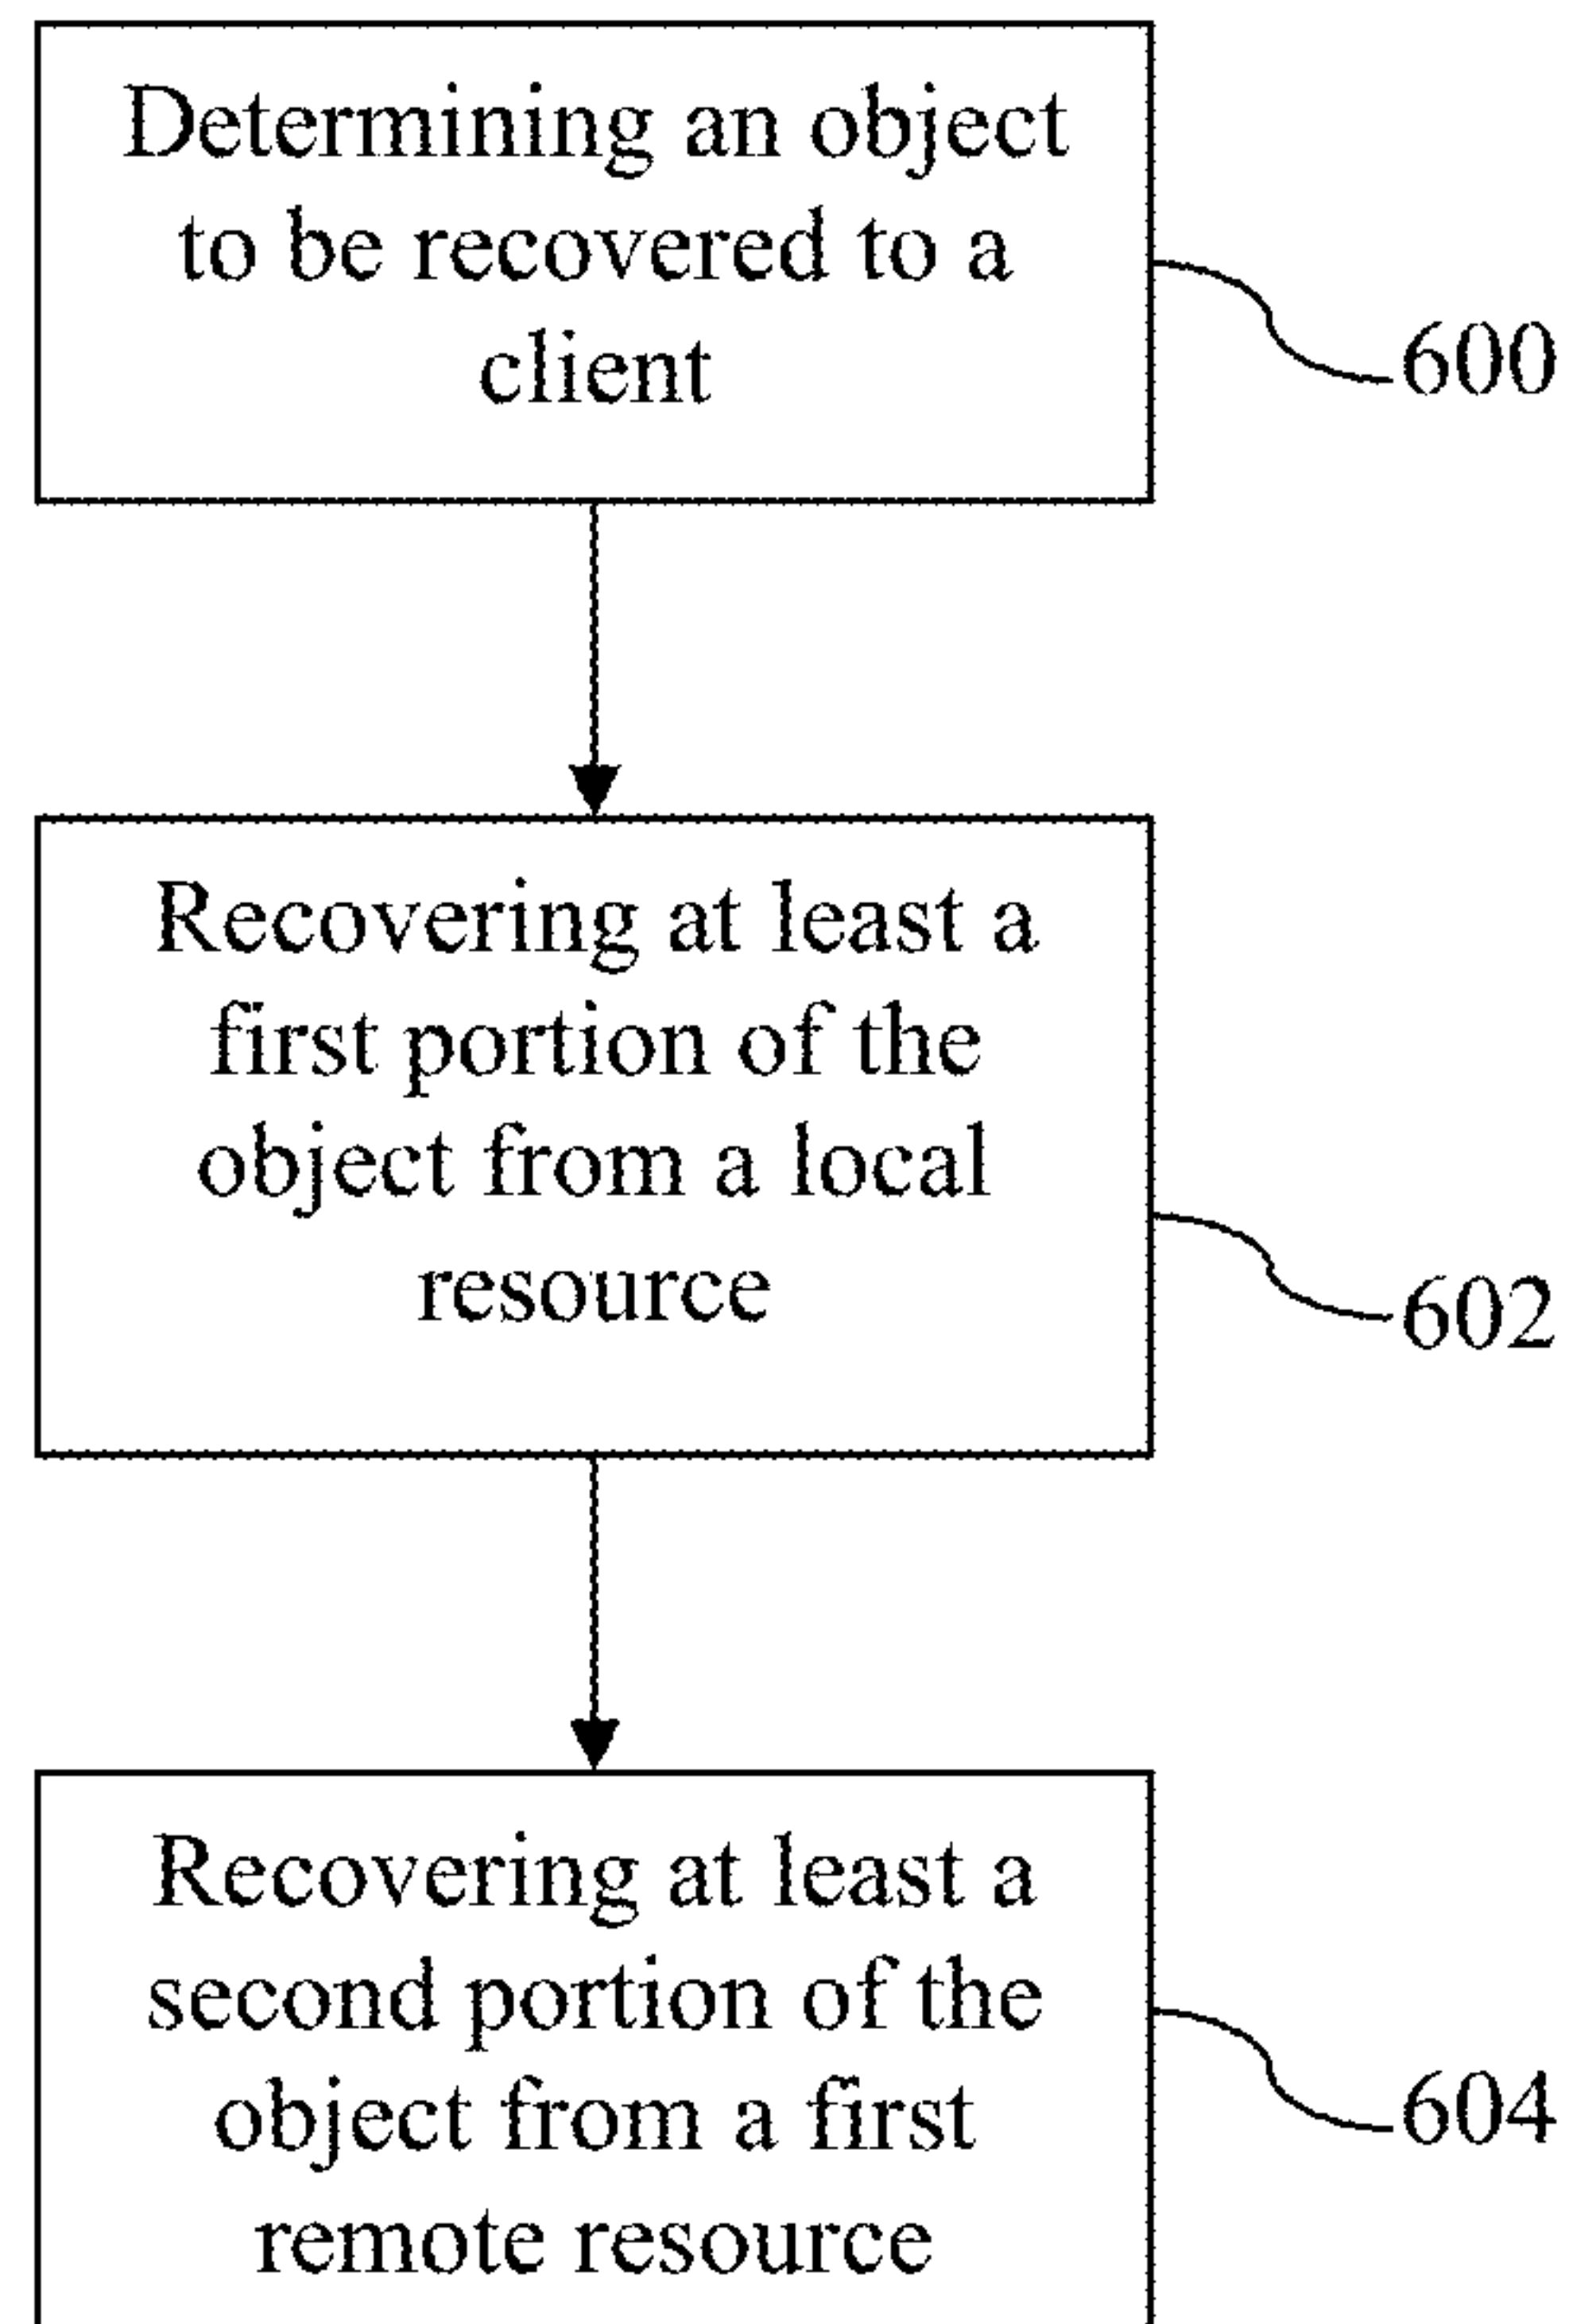 Determining an object
to be recovered to a
client
600
Recovering at least a
first portion of the
object from a local
resource
602
Recovering at least a
second portion of the
object from a first
remote resource
604